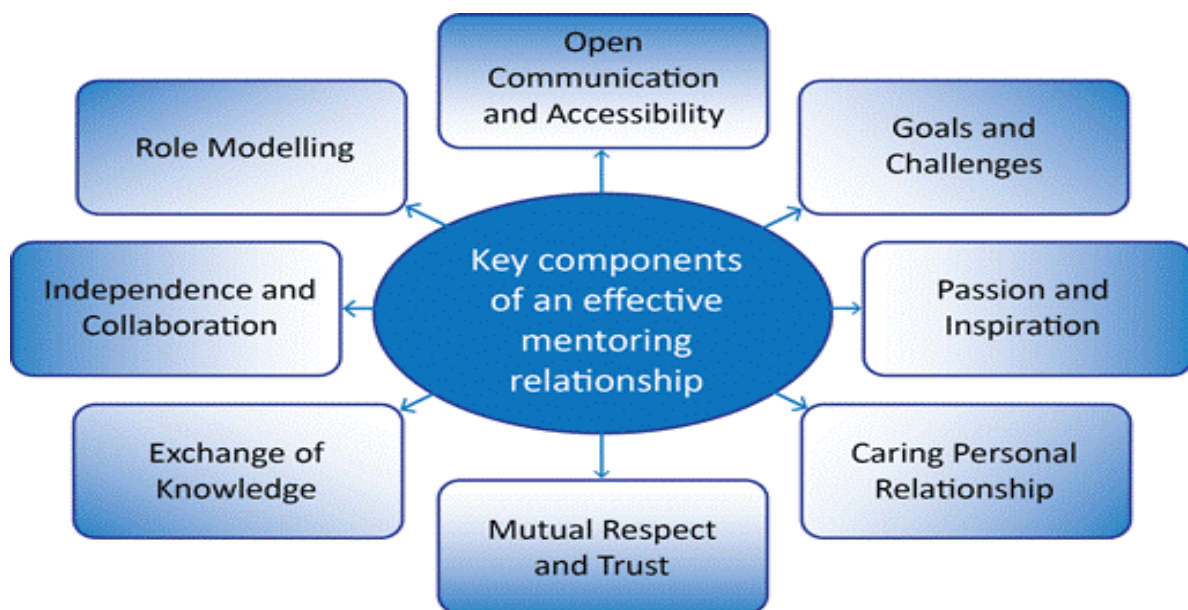 Open
Communication
and Accessibility
Goals and
Challenges
Passion and
Inspiration
Caring Personal
Relationship
Mutual Respect
and Trust
Exchange of
Knowledge
Independence and
Collaboration
Role Modelling
Key components
of an effective
mentoring
relationship